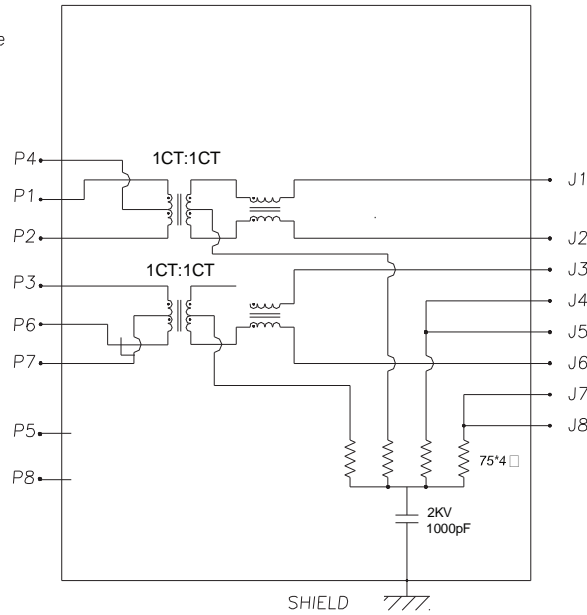 e
P4
1CT:1CT
P1
J1
P2
J2
1CT:1CT
J3
P3
J4
P6
J5
P7
J6
J7
P5
J8
75*4 □
P8
2KV
1000pF
SHIELD